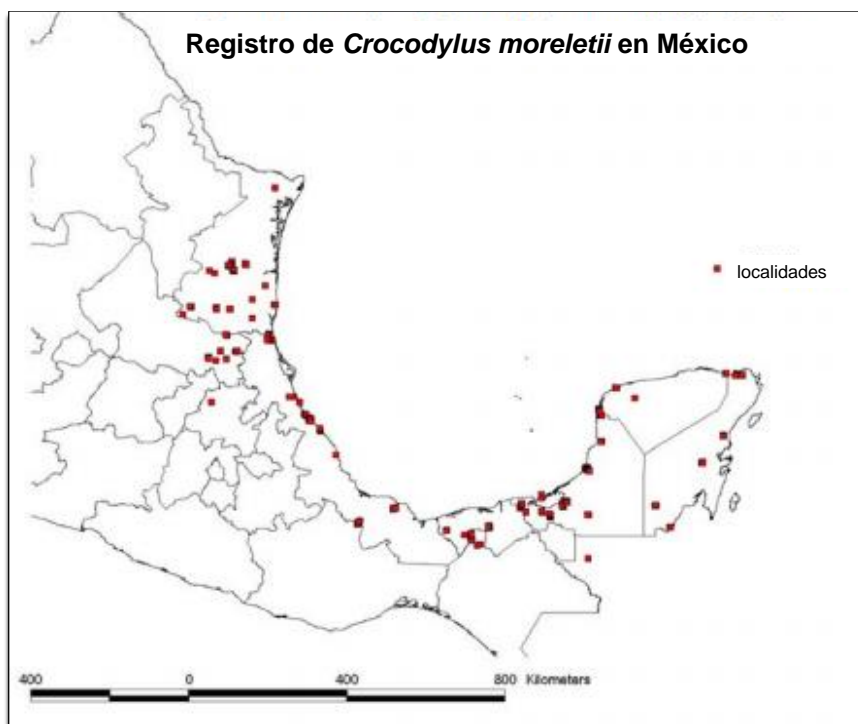 Registro de Crocodylus moreletii en México
localidades
400 0 400 800 Kilometers